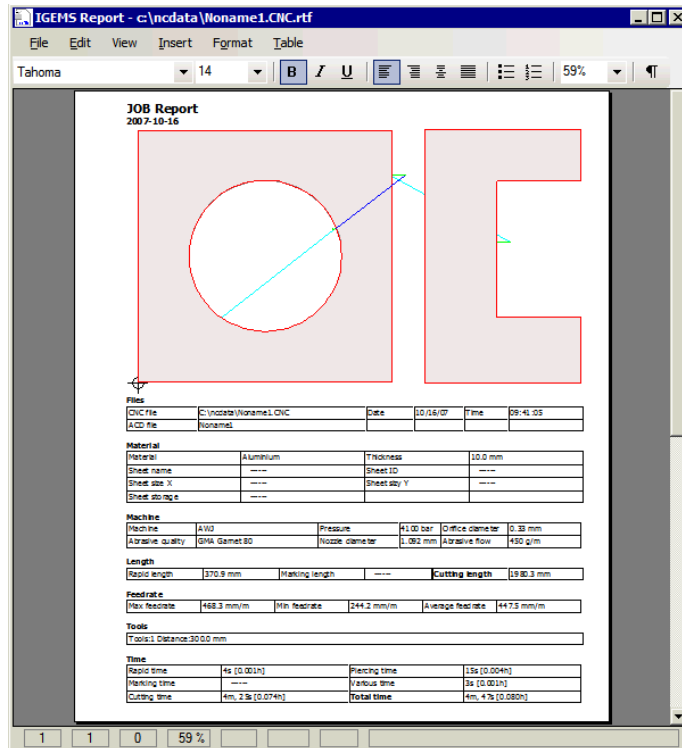 IGEMS Report - c:\ncdata\Noname1.CNC.rtf
File Edit View Insert Format Table
Tahoma 14 B I U 59% ¶
JOB Report
2007-10-16
Files
CNC file C:\ncdata\Noname1.CNC Date 10/16/07 Time 09:41:05
ACD file Noname1
Material
Material Aluminium Thickness 10.0 mm
Sheet name ----- Sheet ID -----
Sheet size X ----- Sheet sizy Y -----
Sheet storage -----
Machine
Machine AWJ Pressure 4100 bar Orifice diameter 0.33 mm
Abrasive quality GMA Garnet 80 Nozzle diameter 1.092 mm Abrasive flow 450 g/m
Length
Rapid length 370.9 mm Marking length ----- Cutting length 1980.3 mm
Feedrate
Max feedrate 468.3 mm/m Min feedrate 244.2 mm/m Average feedrate 447.5 mm/m
Tools
Tools:1 Distance:300.0 mm
Time
Rapid time 4s [0.001h] Piercing time 15s [0.004h]
Marking time ----- Various time 3s [0.001h]
Cutting time 4m, 25s [0.074h] Total time 4m, 47s [0.080h]
1 1 0 59 %